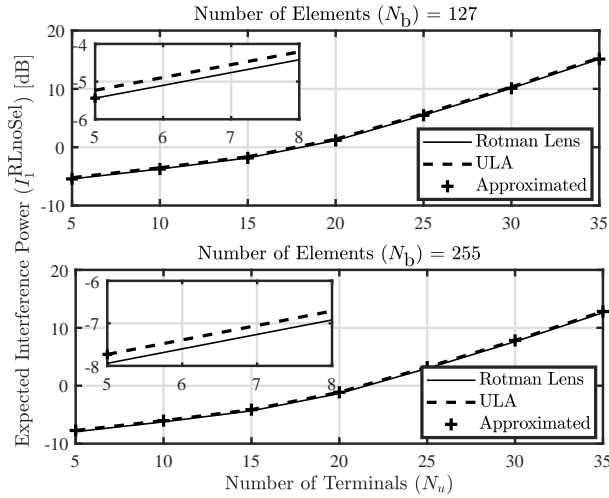 Number of Elements (N_b) = 127
Expected Interference Power (I_1^RLnoSel) [dB]
20
10
0
-10
-4
-5
-6
5 6 7 8
Rotman Lens
ULA
Approximated
5 10 15 20 25 30 35
Number of Elements (N_b) = 255
20
10
0
-10
-6
-7
-8
5 6 7 8
Rotman Lens
ULA
Approximated
5 10 15 20 25 30 35
Number of Terminals (N_u)